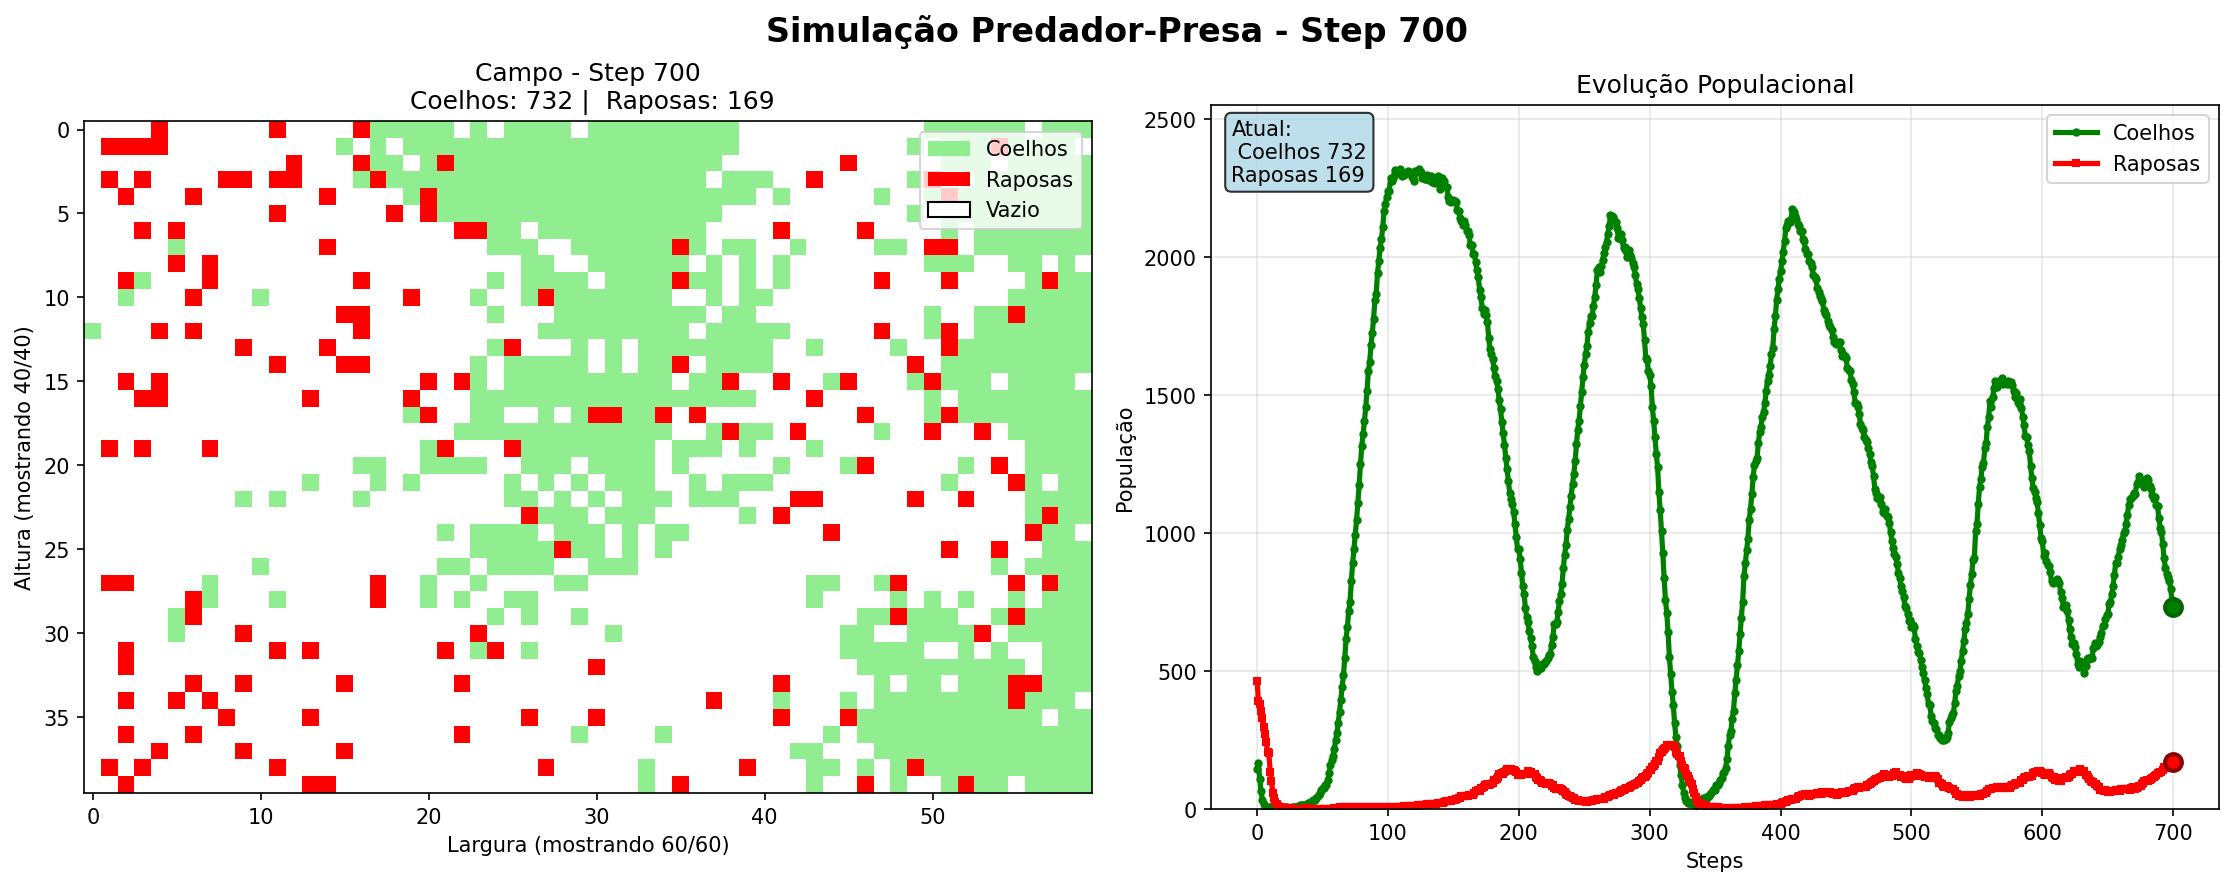 Simulação Predador-Presa - Step 700
Campo - Step 700
Coelhos: 732 |  Raposas: 169
Coelhos
Raposas
Vazio
0
5
10
15
20
25
30
35
Altura (mostrando 40/40)
0
10
20
30
40
50
Largura (mostrando 60/60)
Evolução Populacional
Atual:
Coelhos 732
Raposas 169
Coelhos
Raposas
2500
2000
1500
1000
500
0
População
0
100
200
300
400
500
600
700
Steps